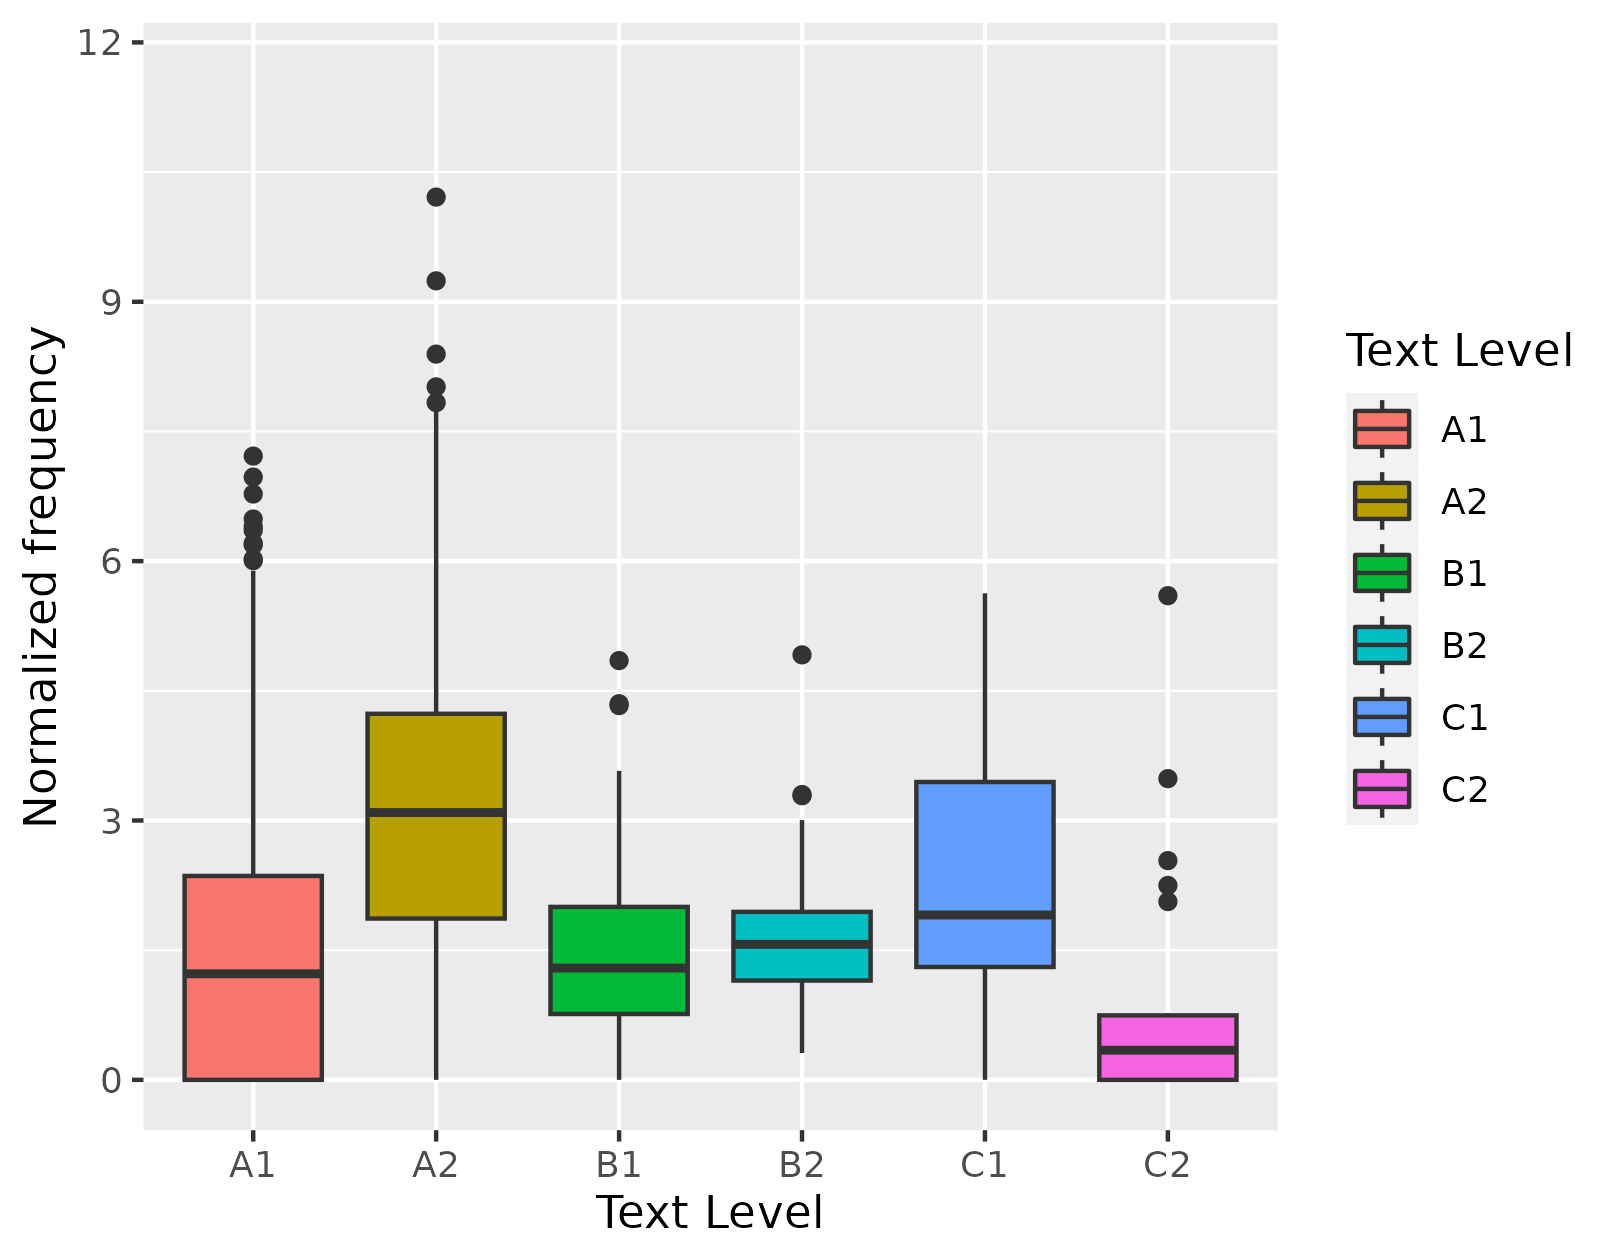 12
9
6
3
0
Normalized frequency
A1 A2 B1 B2 C1 C2
Text Level
Text Level
A1
A2
B1
B2
C1
C2